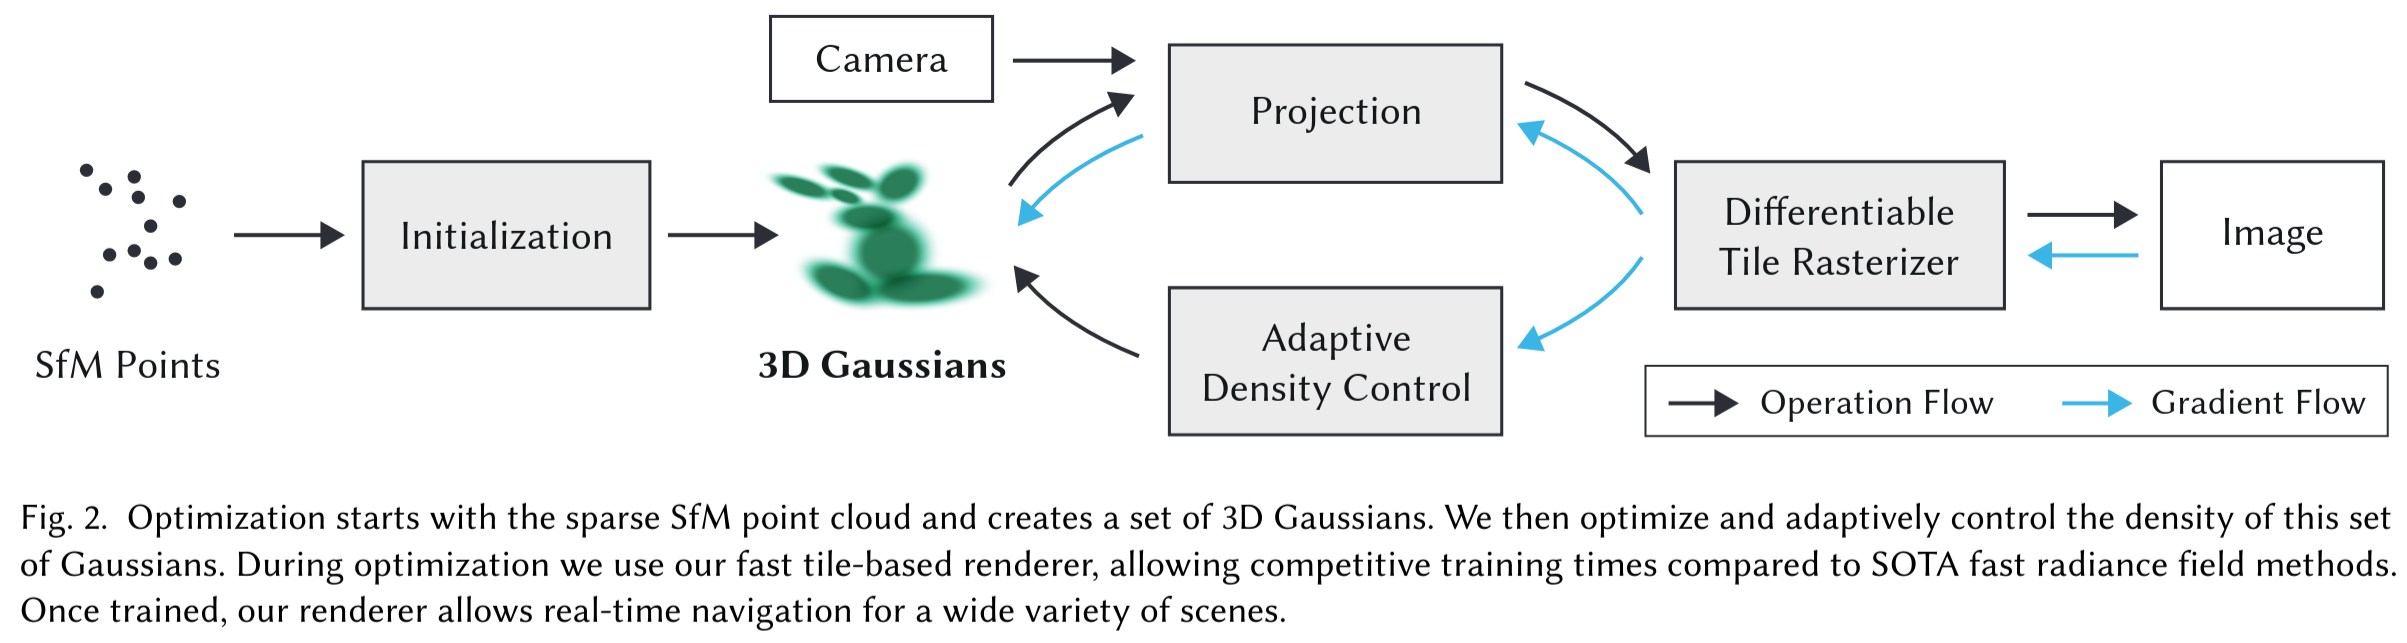 Camera
Projection
Initialization
Differentiable
Tile Rasterizer
Image
SfM Points
3D Gaussians
Adaptive
Density Control
Operation Flow
Gradient Flow
Fig. 2. Optimization starts with the sparse SfM point cloud and creates a set of 3D Gaussians. We then optimize and adaptively control the density of this set
of Gaussians. During optimization we use our fast tile-based renderer, allowing competitive training times compared to SOTA fast radiance field methods.
Once trained, our renderer allows real-time navigation for a wide variety of scenes.